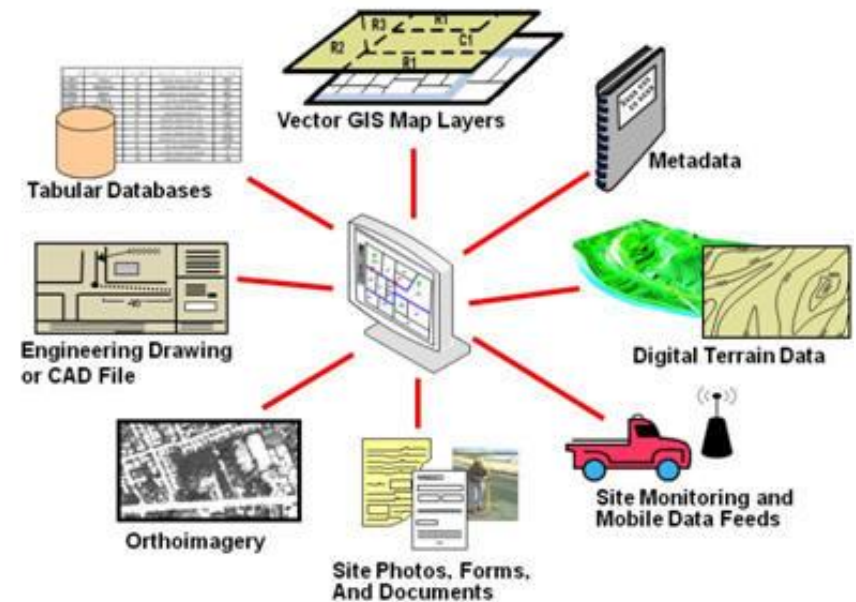 R3
R1
R2
C1
R1
Vector GIS Map Layers
Tabular Databases
Metadata
Engineering Drawing
or CAD File
Digital Terrain Data
Orthoimagery
Site Photos, Forms,
And Documents
Site Monitoring and
Mobile Data Feeds